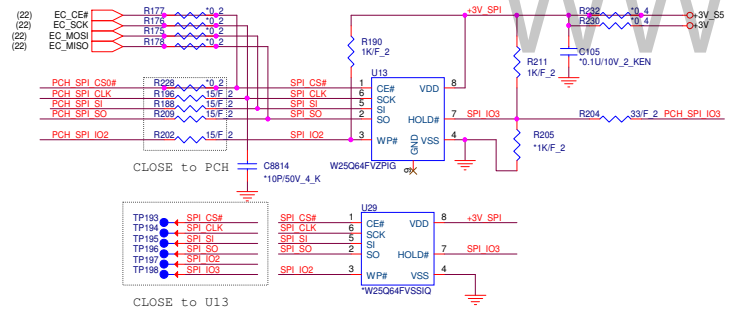 (22) EC_CE# R177 *0_2
(22) EC_SCK R176 *0_2
(22) EC_MOSI R175 *0_2
(22) EC_MISO R178 *0_2
+3V_SPI
R232 *0_4 +3V_S5
R230 *0_4 +3V
C105
*0.1U/10V_2_KEN
R190
1K/F_2
R211
1K/F_2
U13
PCH_SPI_CS0# R228 *0_2 SPI_CS# 1 CE# VDD 8
PCH_SPI_CLK R196 15/F_2 SPI_CLK 6 SCK
PCH_SPI_SI R188 15/F_2 SPI_SI 5 SI
PCH_SPI_SO R209 15/F_2 SPI_SO 2 SO HOLD# 7 SPI_IO3 R204 33/F_2 PCH_SPI_IO3
PCH_SPI_IO2 R202 15/F_2 SPI_IO2 3 WP# VSS 4
GND
9
W25Q64FVZPIG
R205
*1K/F_2
CLOSE to PCH
C8814
*10P/50V_4_K
U29
TP193 SPI_CS# SPI_CS# 1 CE# VDD 8 +3V_SPI
TP194 SPI_CLK SPI_CLK 6 SCK
TP195 SPI_SI SPI_SI 5 SI
TP196 SPI_SO SPI_SO 2 SO HOLD# 7 SPI_IO3
TP197 SPI_IO2
TP198 SPI_IO3 SPI_IO2 3 WP# VSS 4
*W25Q64FVSSIQ
CLOSE to U13